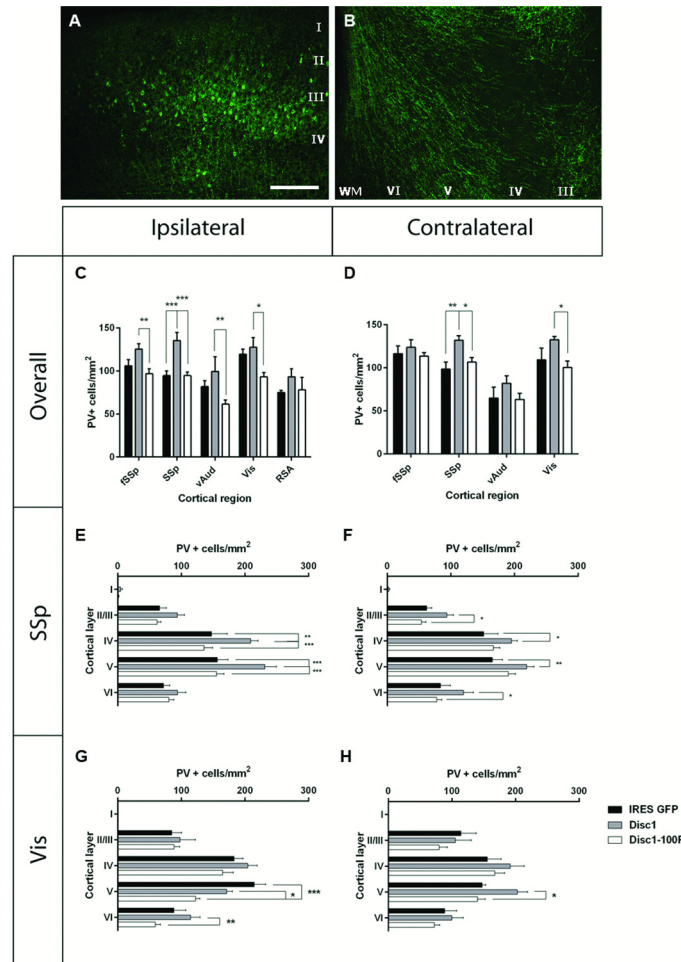 A
I
II
III
IV
B
WM VI V IV III
Ipsilateral
Contralateral
Overall
C
PV+ cells/mm2
150
100
50
0
** *** *** ** *
fSSp SSp vAud Vis RSA
Cortical region
D
PV+ cells/mm2
150
100
50
0
** * *
fSSp SSp vAud Vis
Cortical region
SSp
E
PV + cells/mm2
0 100 200 300
Cortical layer
I
II/III
IV
V
VI
**
***
***
***
F
PV + cells/mm2
0 100 200 300
Cortical layer
I
II/III
IV
V
VI
*
*
**
*
Vis
G
PV + cells/mm2
0 100 200 300
Cortical layer
I
II/III
IV
V
VI
* ***
**
H
PV + cells/mm2
0 100 200 300
Cortical layer
I
II/III
IV
V
VI
*
IRES GFP
Disc1
Disc1-100P